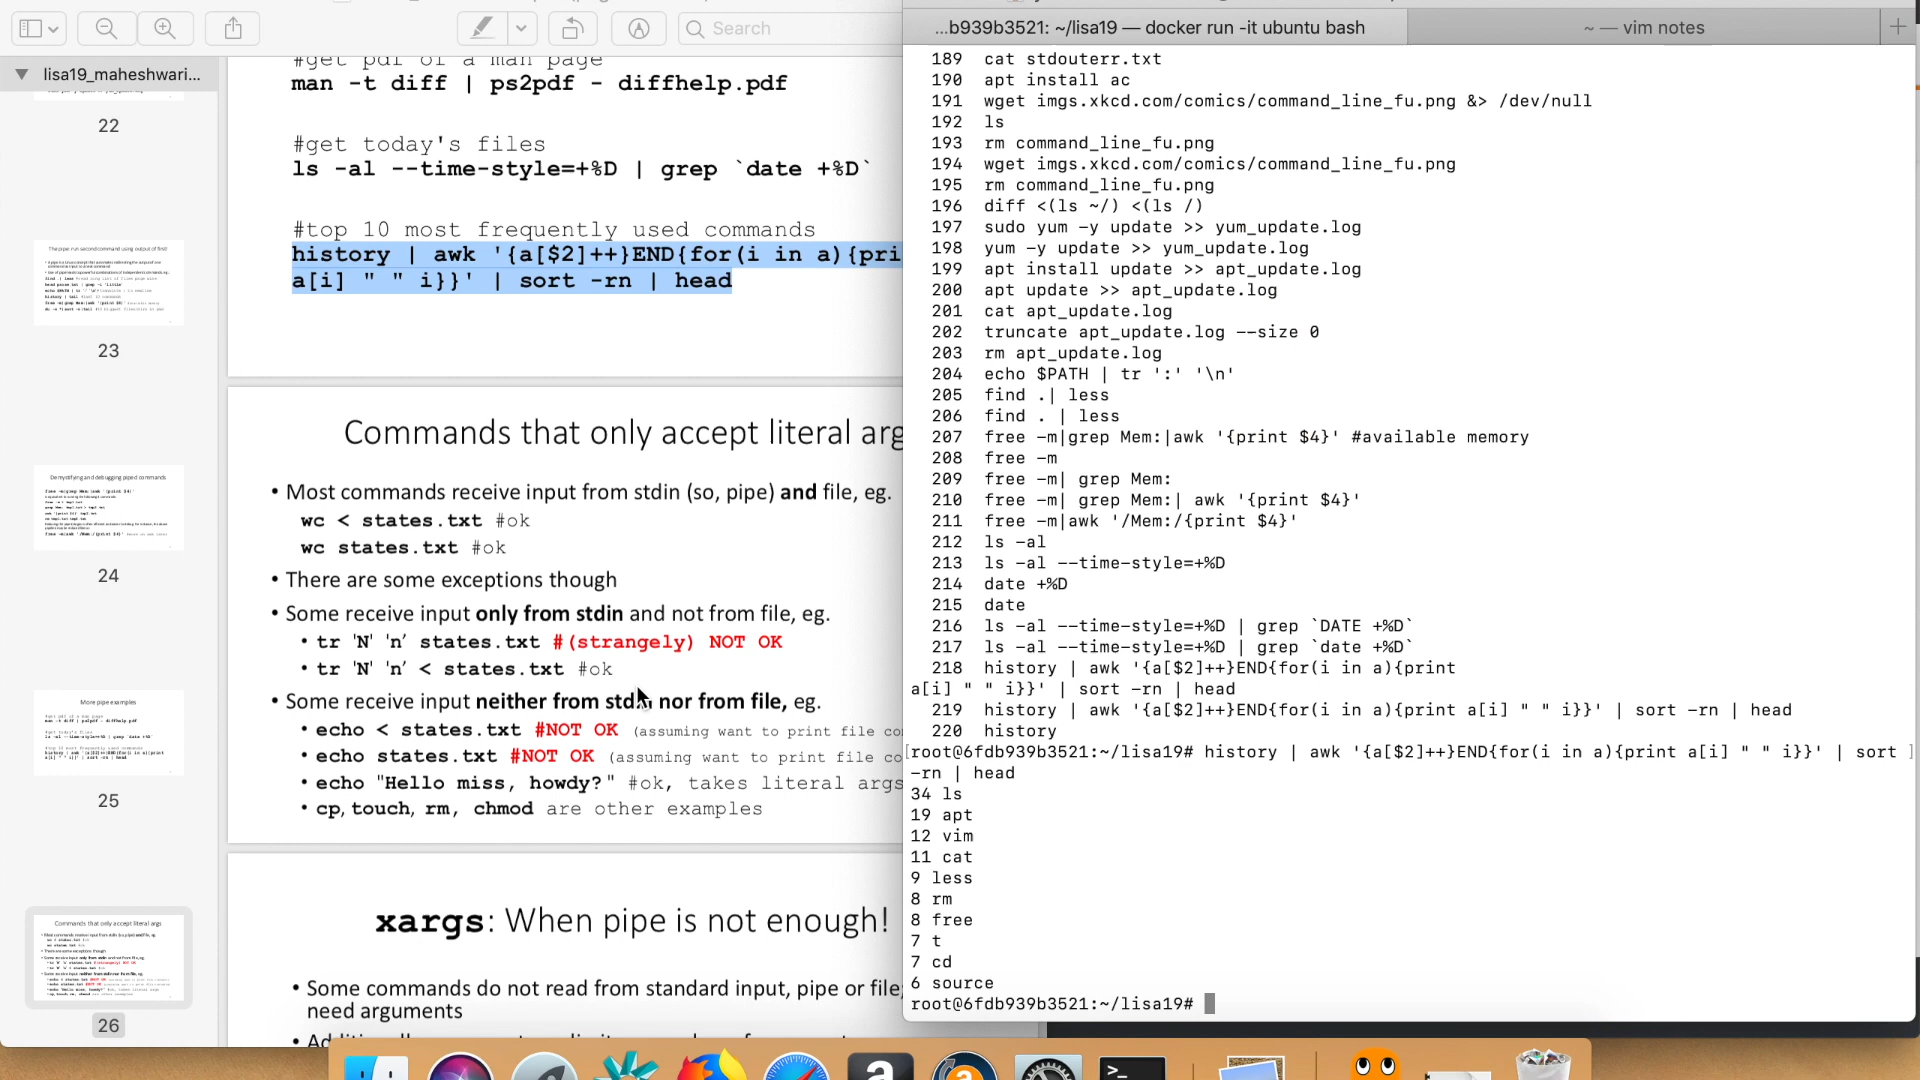 Search
lisa19_maheshwari...
22
23
24
25
26
#get pdf of a man page
man -t diff | ps2pdf - diffhelp.pdf
#get today's files
ls -al --time-style=+%D | grep `date +%D`
#top 10 most frequently used commands
history | awk '{a[$2]++}END{for(i in a){pri
a[i] " " i}}' | sort -rn | head
Commands that only accept literal arg
• Most commands receive input from stdin (so, pipe) and file, eg.
wc < states.txt #ok
wc states.txt #ok
• There are some exceptions though
• Some receive input only from stdin and not from file, eg.
• tr 'N' 'n' states.txt #(strangely) NOT OK
• tr 'N' 'n' < states.txt #ok
• Some receive input neither from stdin nor from file, eg.
• echo < states.txt #NOT OK (assuming want to print file co
• echo states.txt #NOT OK (assuming want to print file co
• echo "Hello miss, howdy?" #ok, takes literal args
• cp, touch, rm, chmod are other examples
xargs: When pipe is not enough!
• Some commands do not read from standard input, pipe or file;
need arguments
...b939b3521: ~/lisa19 — docker run -it ubuntu bash
~ — vim notes
189 cat stdouterr.txt
190 apt install ac
191 wget imgs.xkcd.com/comics/command_line_fu.png &> /dev/null
192 ls
193 rm command_line_fu.png
194 wget imgs.xkcd.com/comics/command_line_fu.png
195 rm command_line_fu.png
196 diff <(ls ~/) <(ls /)
197 sudo yum -y update >> yum_update.log
198 yum -y update >> yum_update.log
199 apt install update >> apt_update.log
200 apt update >> apt_update.log
201 cat apt_update.log
202 truncate apt_update.log --size 0
203 rm apt_update.log
204 echo $PATH | tr ':' '\n'
205 find .| less
206 find . | less
207 free -m|grep Mem:|awk '{print $4}' #available memory
208 free -m
209 free -m| grep Mem:
210 free -m| grep Mem:| awk '{print $4}'
211 free -m|awk '/Mem:/{print $4}'
212 ls -al
213 ls -al --time-style=+%D
214 date +%D
215 date
216 ls -al --time-style=+%D | grep `DATE +%D`
217 ls -al --time-style=+%D | grep `date +%D`
218 history | awk '{a[$2]++}END{for(i in a){print
a[i] " " i}}' | sort -rn | head
219 history | awk '{a[$2]++}END{for(i in a){print a[i] " " i}}' | sort -rn | head
220 history
[root@6fdb939b3521:~/lisa19# history | awk '{a[$2]++}END{for(i in a){print a[i] " " i}}' | sort ]
-rn | head
34 ls
19 apt
12 vim
11 cat
9 less
8 rm
8 free
7 t
7 cd
6 source
root@6fdb939b3521:~/lisa19#